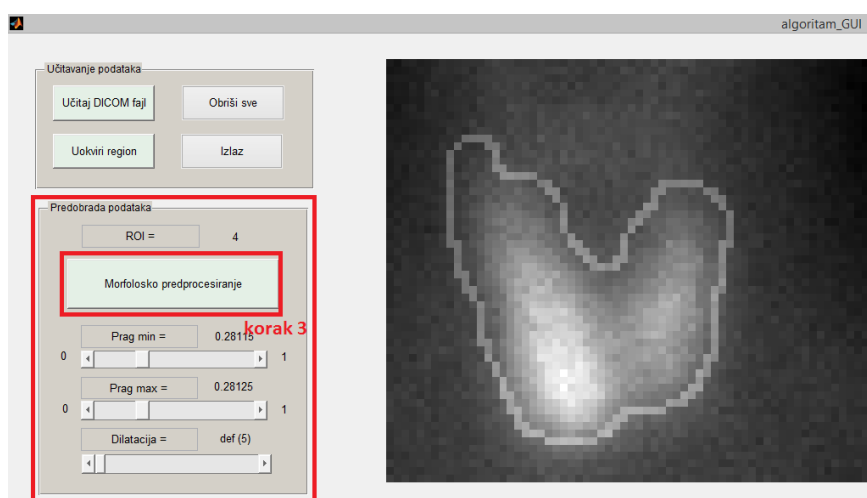 algoritam_GUI
Učitavanje podataka
Učitaj DICOM fajl
Obriši sve
Uokviri region
Izlaz
Predobrada podataka
ROI =
4
Morfolosko predprocesiranje
korak 3
Prag min =
0.28115
0
1
Prag max =
0.28125
0
1
Dilatacija =
def (5)